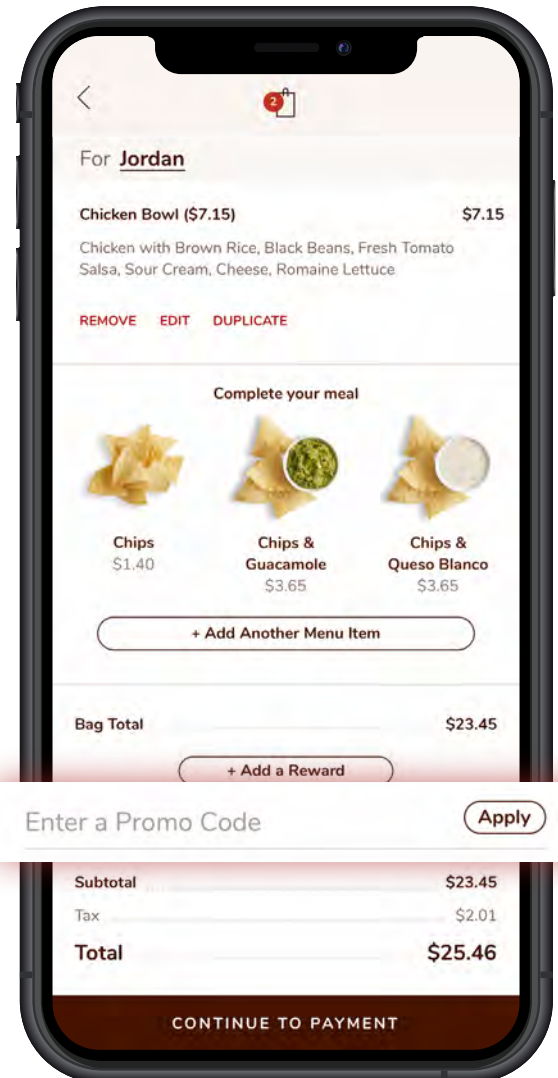 2
For Jordan
Chicken Bowl ($7.15) $7.15
Chicken with Brown Rice, Black Beans, Fresh Tomato
Salsa, Sour Cream, Cheese, Romaine Lettuce
REMOVE EDIT DUPLICATE
Complete your meal
Chips Chips & Chips &
$1.40 Guacamole Queso Blanco
$3.65 $3.65
+ Add Another Menu Item
Bag Total $23.45
+ Add a Reward
Enter a Promo Code Apply
Subtotal $23.45
Tax $2.01
Total $25.46
CONTINUE TO PAYMENT